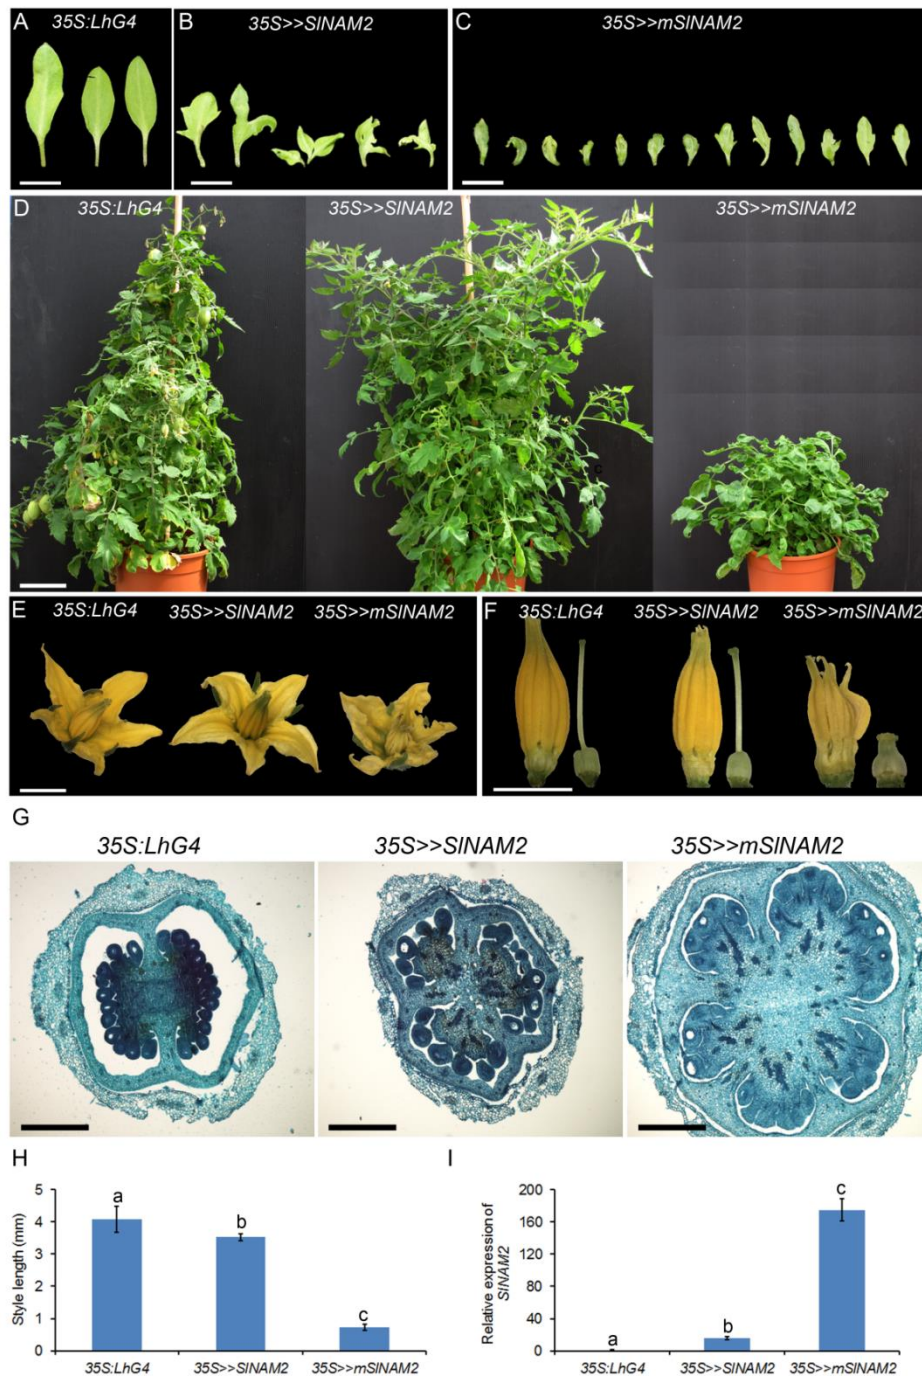 A 35S:LhG4
B 35S>>SlNAM2
C 35S>>mSlNAM2
D 35S:LhG4 35S>>SlNAM2 35S>>mSlNAM2
c
E 35S:LhG4 35S>>SlNAM2 35S>>mSlNAM2
F 35S:LhG4 35S>>SlNAM2 35S>>mSlNAM2
G
35S:LhG4 35S>>SlNAM2 35S>>mSlNAM2
H
Style length (mm)
5
4
3
2
1
0
a
b
c
35S:LhG4 35S>>SlNAM2 35S>>mSlNAM2
I
Relative expression of
SlNAM2
200
160
120
80
40
0
a
b
c
35S:LhG4 35S>>SlNAM2 35S>>mSlNAM2